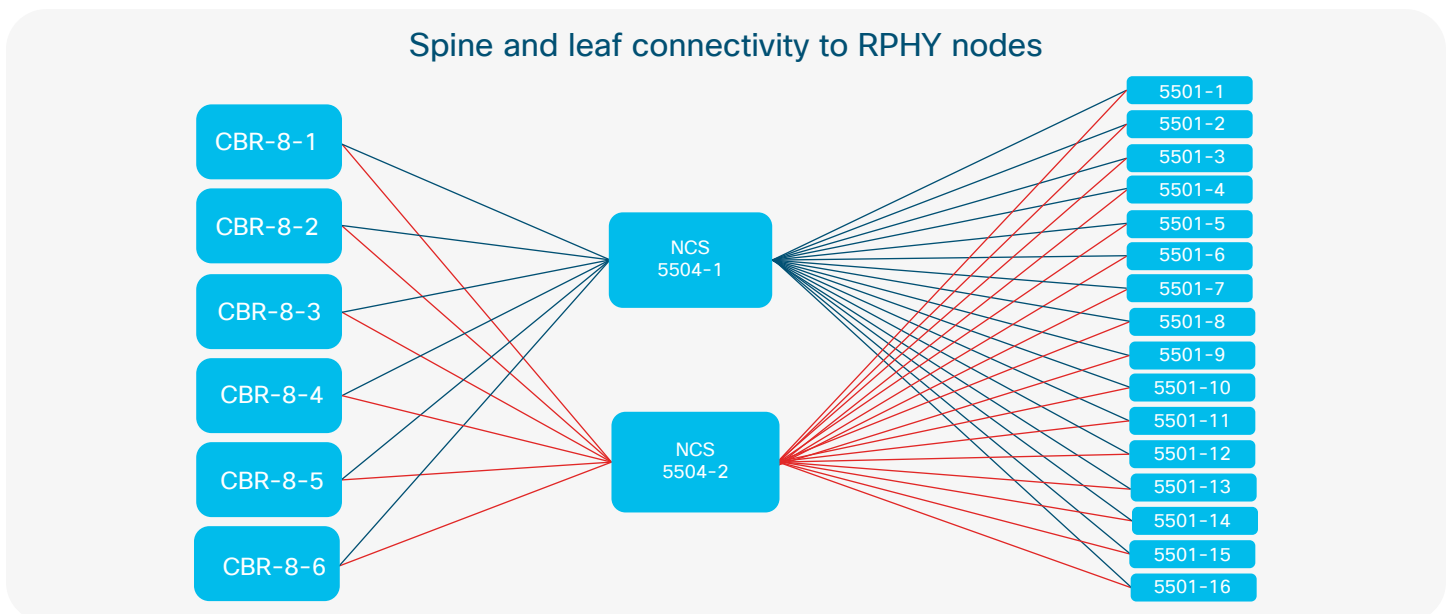 Spine and leaf connectivity to RPHY nodes
CBR-8-1
CBR-8-2
CBR-8-3
CBR-8-4
CBR-8-5
CBR-8-6
NCS
5504-1
NCS
5504-2
5501-1
5501-2
5501-3
5501-4
5501-5
5501-6
5501-7
5501-8
5501-9
5501-10
5501-11
5501-12
5501-13
5501-14
5501-15
5501-16